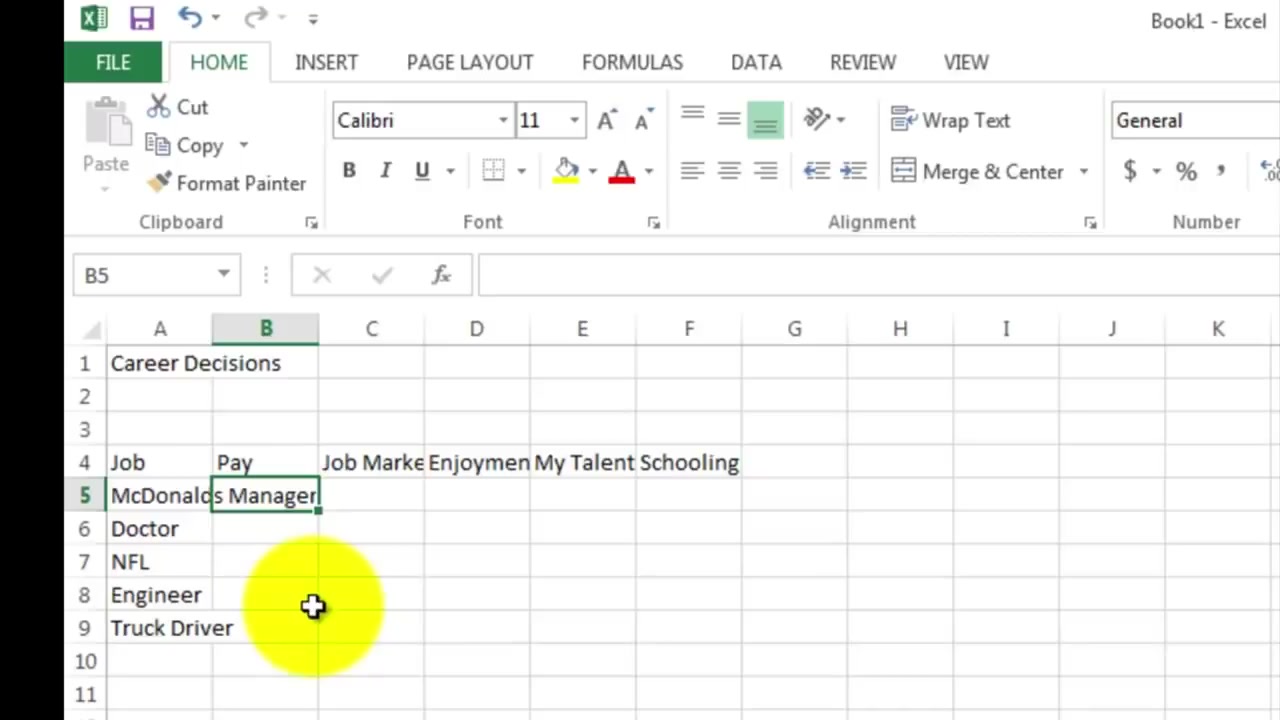 Book1 - Excel
FILE HOME INSERT PAGE LAYOUT FORMULAS DATA REVIEW VIEW
Cut
Calibri 11 Wrap Text General
Copy
Paste B I U A Merge & Center $ % ,
Format Painter
Clipboard Font Alignment Number
B5 fx
A B C D E F G H I J K
1 Career Decisions
2
3
4 Job Pay Job Marke Enjoymen My Talent Schooling
5 McDonalds Manager
6 Doctor
7 NFL
8 Engineer
9 Truck Driver
10
11